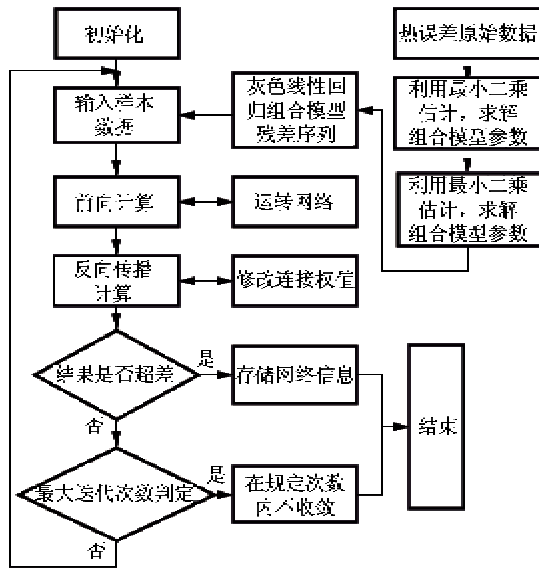 初始化
热误差原始数据
输入样本
数据
灰色线性回
归组合模型
残差序列
利用最小二乘
估计，求解
组合模型参数
前向计算
运转网络
利用最小二乘
估计，求解
组合模型参数
反向传播
计算
修改连接权值
结果是否超差
是
存储网络信息
否
结束
最大迭代次数判定
是
在规定次数
内不收敛
否